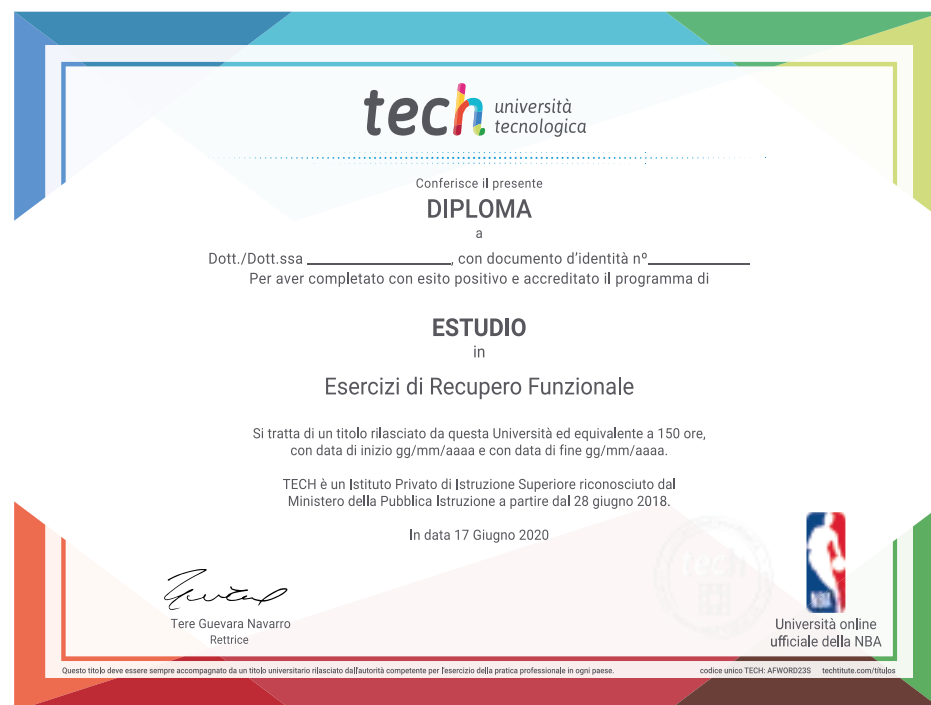 tech università
tecnologica
Conferisce il presente
DIPLOMA
a
Dott./Dott.ssa __________________, con documento d'identità nº____________
Per aver completato con esito positivo e accreditato il programma di
ESTUDIO
in
Esercizi di Recupero Funzionale
Si tratta di un titolo rilasciato da questa Università ed equivalente a 150 ore,
con data di inizio gg/mm/aaaa e con data di fine gg/mm/aaaa.
TECH è un Istituto Privato di Istruzione Superiore riconosciuto dal
Ministero della Pubblica Istruzione a partire dal 28 giugno 2018.
In data 17 Giugno 2020
tech
NBA
Tere Guevara Navarro
Rettrice
Università online
ufficiale della NBA
Questo titolo deve essere sempre accompagnato da un titolo universitario rilasciato dall'autorità competente per l'esercizio della pratica professionale in ogni paese.
codice unico TECH: AFWORD23S techtitute.com/titulos